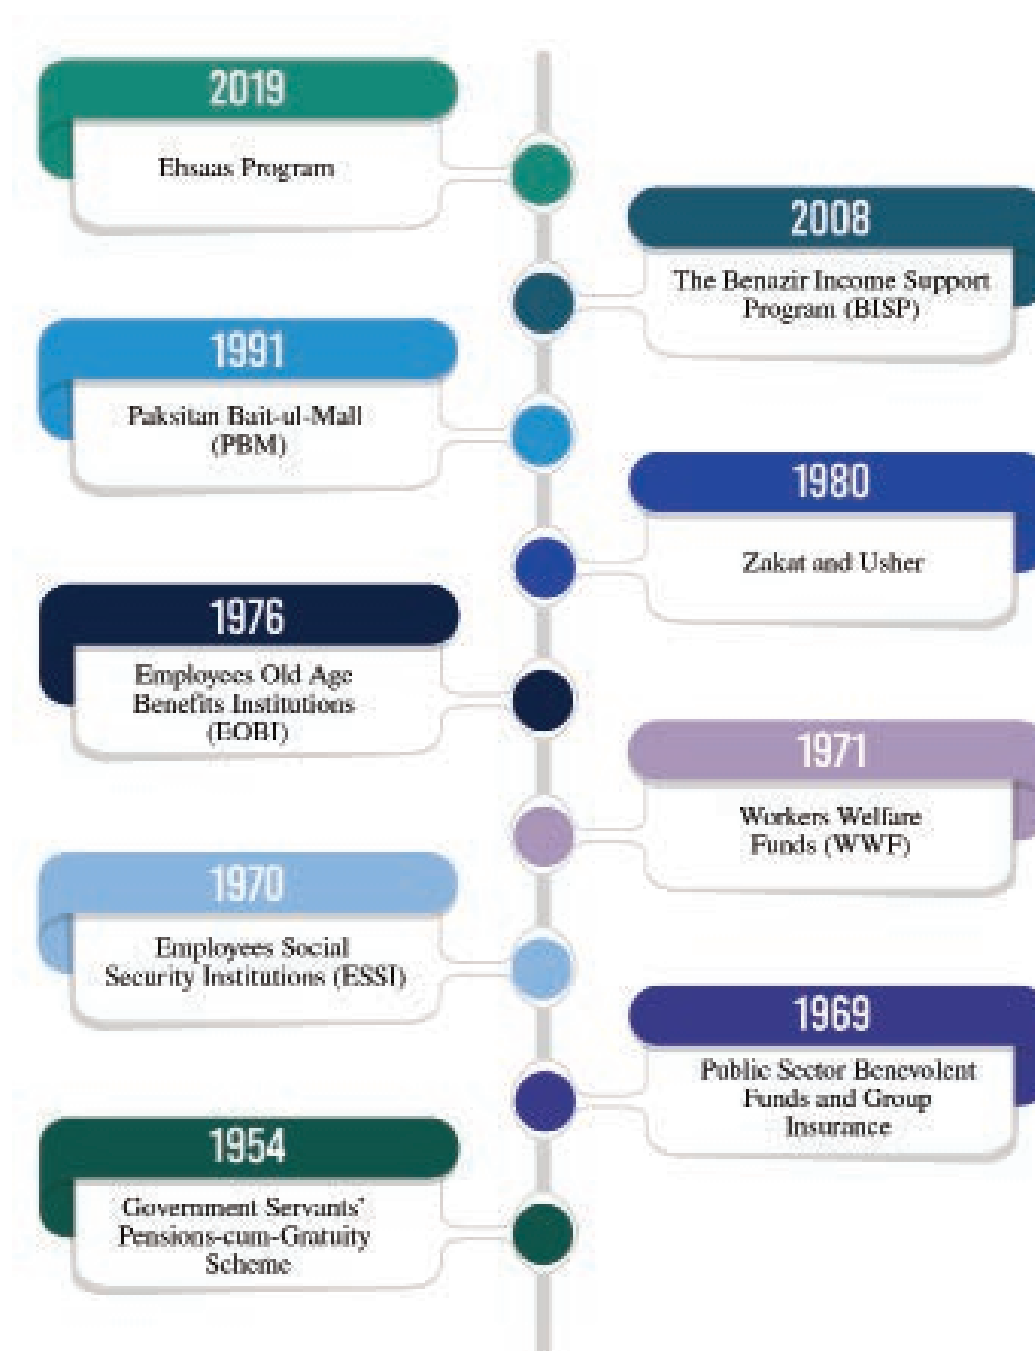 2019
Ehsaas Program
2008
The Benazir Income Support
Program (BISP)
1991
Paksitan Bait-ul-Mall
(PBM)
1980
Zakat and Usher
1976
Employees Old Age
Benefits Institutions
(EOBI)
1971
Workers Welfare
Funds (WWF)
1970
Employees Social
Security Institutions (ESSI)
1969
Public Sector Benevolent
Funds and Group
Insurance
1954
Government Servants'
Pensions-cum-Gratuity
Scheme